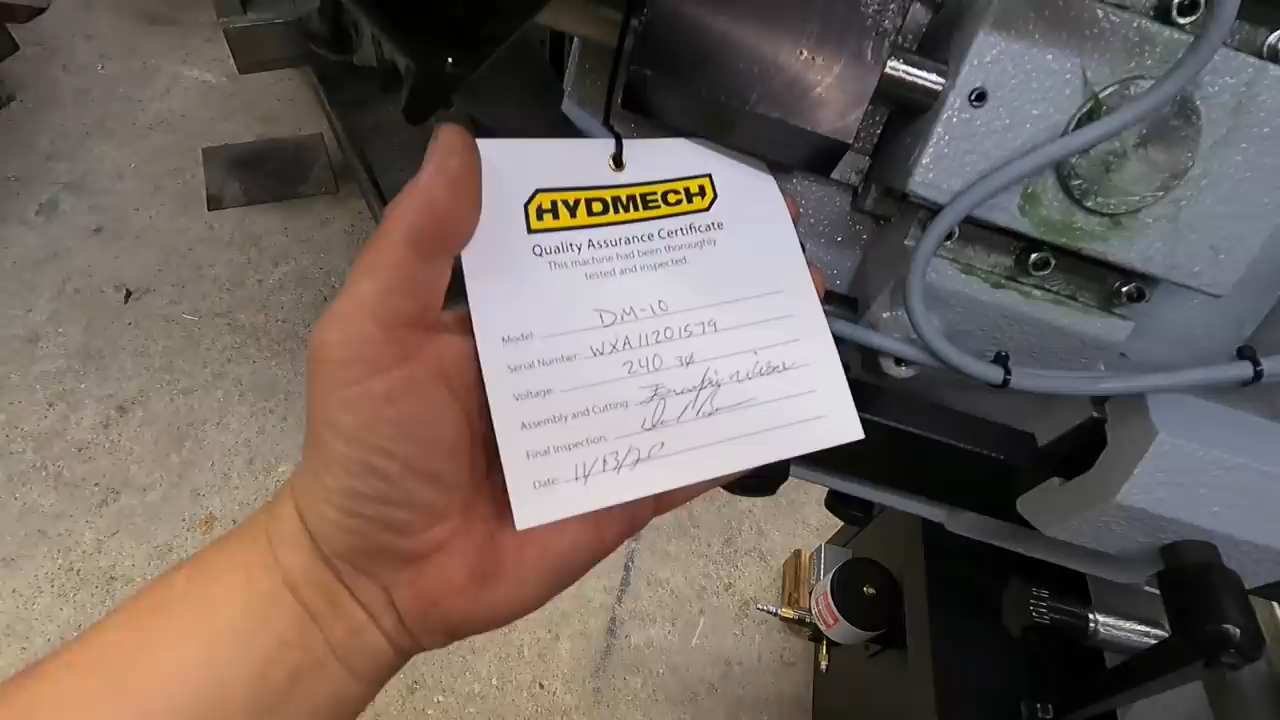 HYDMECH
Quality Assurance Certificate
This machine had been thoroughly
tested and inspected.
Model: DM-10
Serial Number: WXA11201579
Voltage: 240 3Ø
Assembly and Cutting:
Final Inspection:
Date: 11/13/20